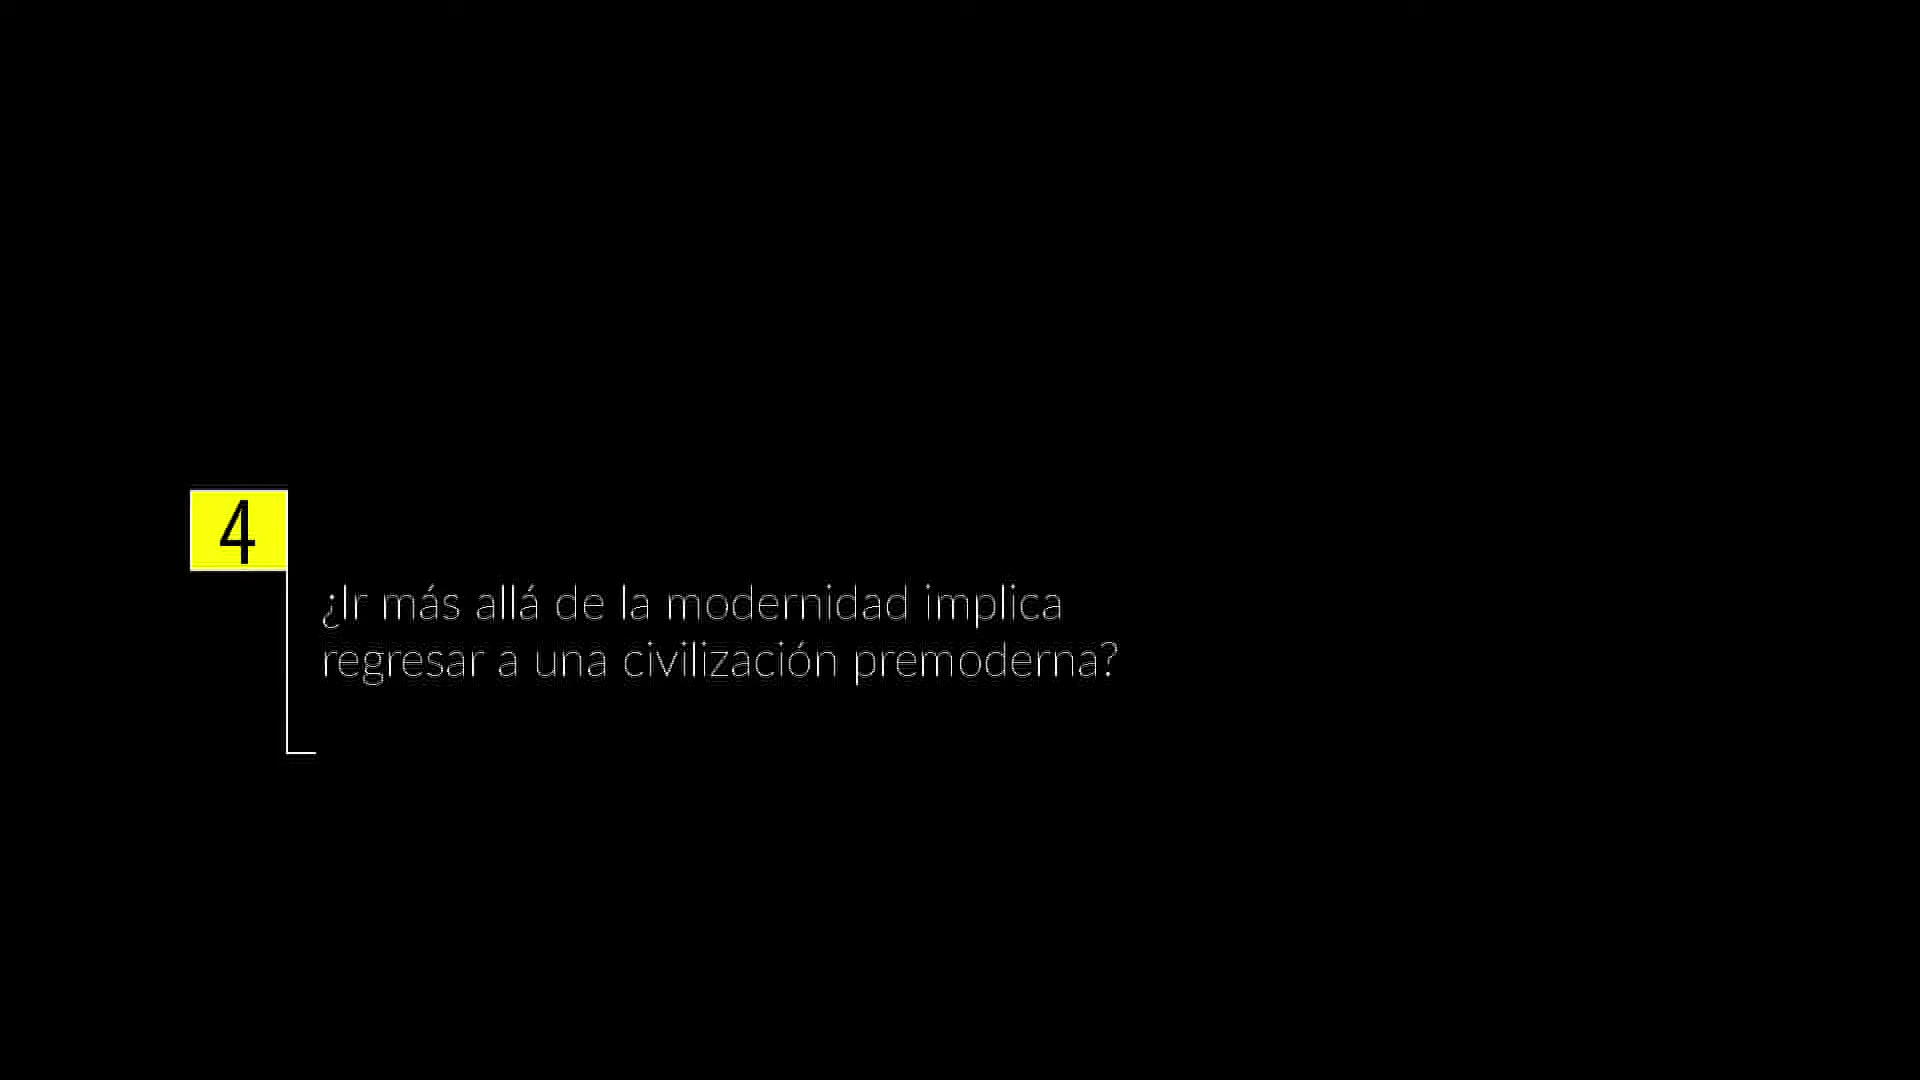 4
¿Ir más allá de la modernidad implica
regresar a una civilización premoderna?